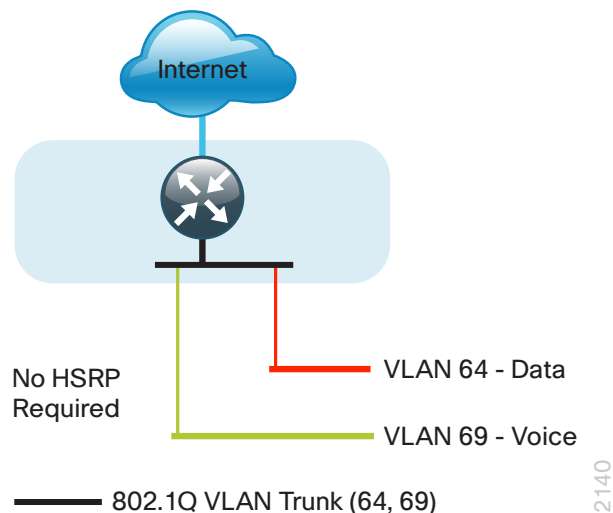 Internet
No HSRP
Required
VLAN 64 - Data
VLAN 69 - Voice
802.1Q VLAN Trunk (64, 69)
2140